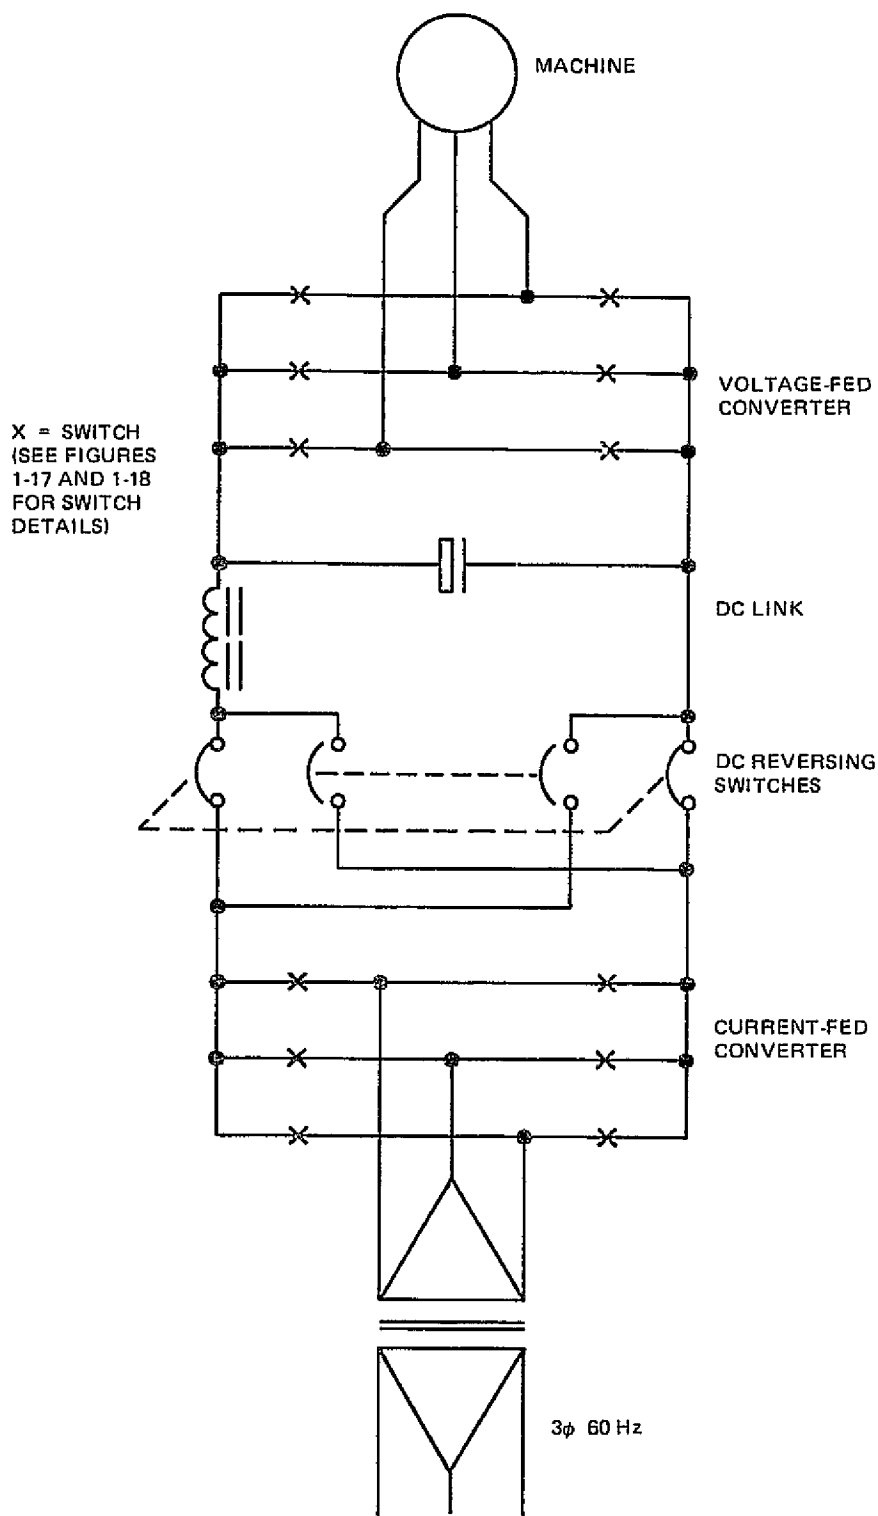 MACHINE
VOLTAGE-FED
CONVERTER
X = SWITCH
(SEE FIGURES
1-17 AND 1-18
FOR SWITCH
DETAILS)
DC LINK
DC REVERSING
SWITCHES
CURRENT-FED
CONVERTER
3ϕ 60 Hz